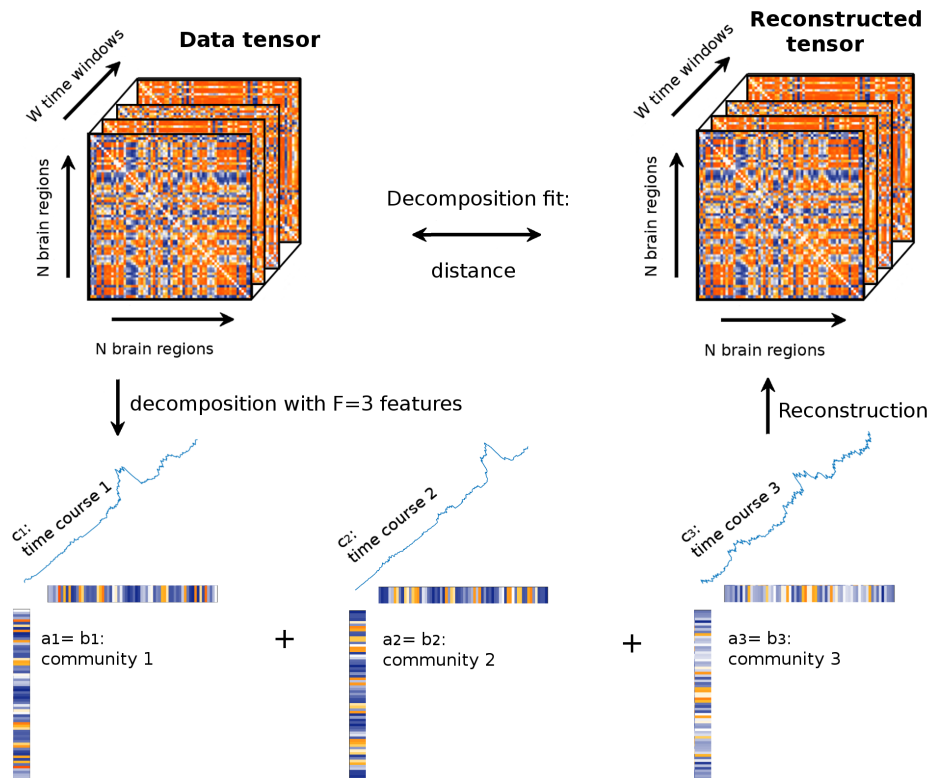 Data tensor
W time windows
N brain regions
N brain regions
Decomposition fit:
distance
Reconstructed
tensor
W time windows
N brain regions
N brain regions
decomposition with F=3 features
Reconstruction
c1:
time course 1
a1= b1:
community 1
+
c2:
time course 2
a2= b2:
community 2
+
c3:
time course 3
a3= b3:
community 3